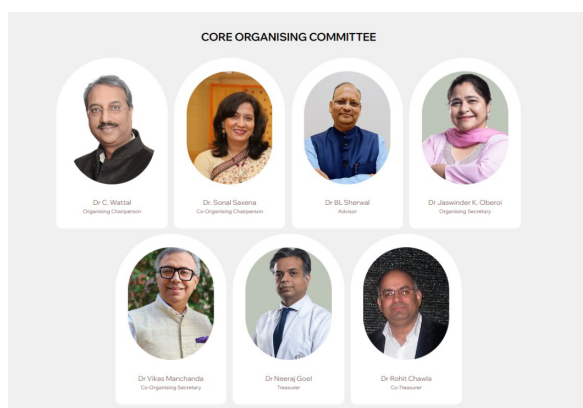 CORE ORGANISING COMMITTEE
Dr C. Wattal
Organising Chairperson
Dr. Sonal Saxena
Co-Organising Chairperson
Dr BL Sherwal
Advisor
Dr Jaswinder K. Oberoi
Organising Secretary
Dr Vikas Manchanda
Co-Organising Secretary
Dr Neeraj Goel
Treasurer
Dr Rohit Chawla
Co-Treasurer